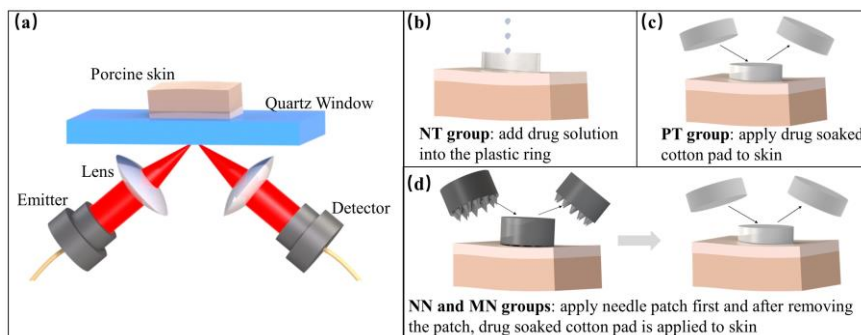 (a)
Porcine skin
Quartz Window
Lens
Emitter
Detector
(b)
NT group: add drug solution
into the plastic ring
(c)
PT group: apply drug soaked
cotton pad to skin
(d)
NN and MN groups: apply needle patch first and after removing
the patch, drug soaked cotton pad is applied to skin